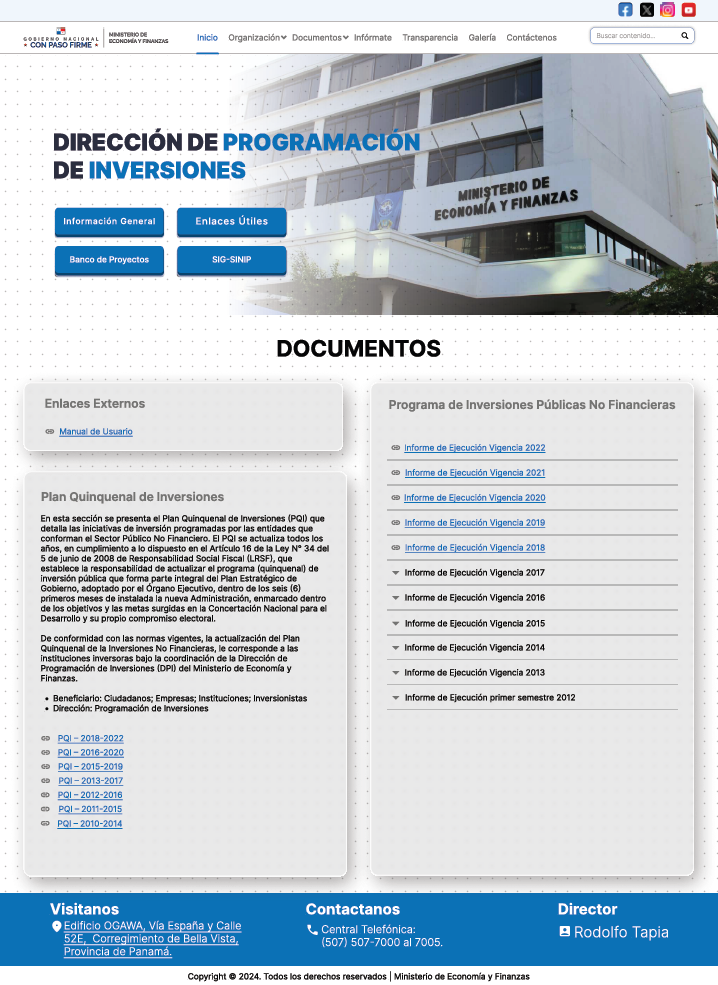 GOBIERNO NACIONAL
★ CON PASO FIRME ★
MINISTERIO DE
ECONOMÍA Y FINANZAS
Inicio
Organización
Documentos
Infórmate
Transparencia
Galería
Contáctenos
Buscar contenido...
DIRECCIÓN DE PROGRAMACIÓN
DE INVERSIONES
MINISTERIO DE
ECONOMÍA Y FINANZAS
Información General
Enlaces Útiles
Banco de Proyectos
SIG-SINIP
DOCUMENTOS
Enlaces Externos
Manual de Usuario
Plan Quinquenal de Inversiones
En esta sección se presenta el Plan Quinquenal de Inversiones (PQI) que
detalla las iniciativas de inversión programadas por las entidades que
conforman el Sector Público No Financiero. El PQI se actualiza todos los
años, en cumplimiento a lo dispuesto en el Artículo 16 de la Ley N° 34 del
5 de junio de 2008 de Responsabilidad Social Fiscal (LRSF), que
establece la responsabilidad de actualizar el programa (quinquenal) de
inversión pública que forma parte integral del Plan Estratégico de
Gobierno, adoptado por el Órgano Ejecutivo, dentro de los seis (6)
primeros meses de instalada la nueva Administración, enmarcado dentro
de los objetivos y las metas surgidas en la Concertación Nacional para el
Desarrollo y su propio compromiso electoral.
De conformidad con las normas vigentes, la actualización del Plan
Quinquenal de la Inversiones No Financieras, le corresponde a las
instituciones inversoras bajo la coordinación de la Dirección de
Programación de Inversiones (DPI) del Ministerio de Economía y
Finanzas.
• Beneficiario: Ciudadanos; Empresas; Instituciones; Inversionistas
• Dirección: Programación de Inversiones
PQI – 2018-2022
PQI – 2016-2020
PQI – 2015-2019
PQI – 2013-2017
PQI – 2012-2016
PQI – 2011-2015
PQI – 2010-2014
Programa de Inversiones Públicas No Financieras
Informe de Ejecución Vigencia 2022
Informe de Ejecución Vigencia 2021
Informe de Ejecución Vigencia 2020
Informe de Ejecución Vigencia 2019
Informe de Ejecución Vigencia 2018
Informe de Ejecución Vigencia 2017
Informe de Ejecución Vigencia 2016
Informe de Ejecución Vigencia 2015
Informe de Ejecución Vigencia 2014
Informe de Ejecución Vigencia 2013
Informe de Ejecución primer semestre 2012
Visitanos
Edificio OGAWA, Vía España y Calle
52E, Corregimiento de Bella Vista,
Provincia de Panamá.
Contactanos
Central Telefónica:
(507) 507-7000 al 7005.
Director
Rodolfo Tapia
Copyright © 2024. Todos los derechos reservados | Ministerio de Economía y Finanzas